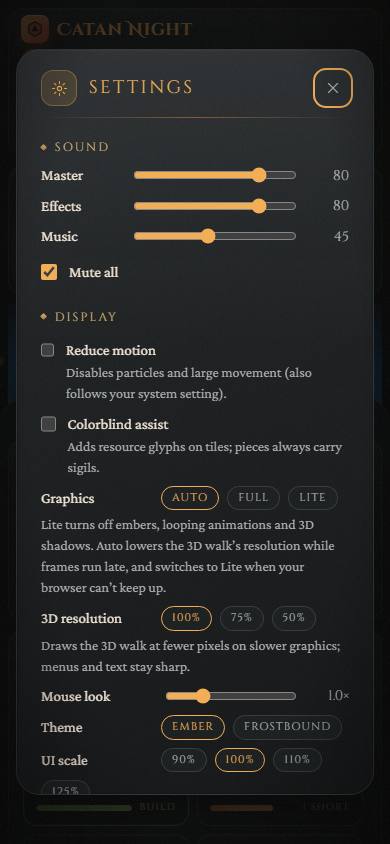 CATAN NIGHT
SETTINGS
SOUND
Master 80
Effects 80
Music 45
Mute all
DISPLAY
Reduce motion
Disables particles and large movement (also
follows your system setting).
Colorblind assist
Adds resource glyphs on tiles; pieces always carry
sigils.
Graphics AUTO FULL LITE
Lite turns off embers, looping animations and 3D
shadows. Auto lowers the 3D walk’s resolution while
frames run late, and switches to Lite when your
browser can’t keep up.
3D resolution 100% 75% 50%
Draws the 3D walk at fewer pixels on slower graphics;
menus and text stay sharp.
Mouse look 1.0×
Theme EMBER FROSTBOUND
UI scale 90% 100% 110%
125%
BUILD 1 SHORT